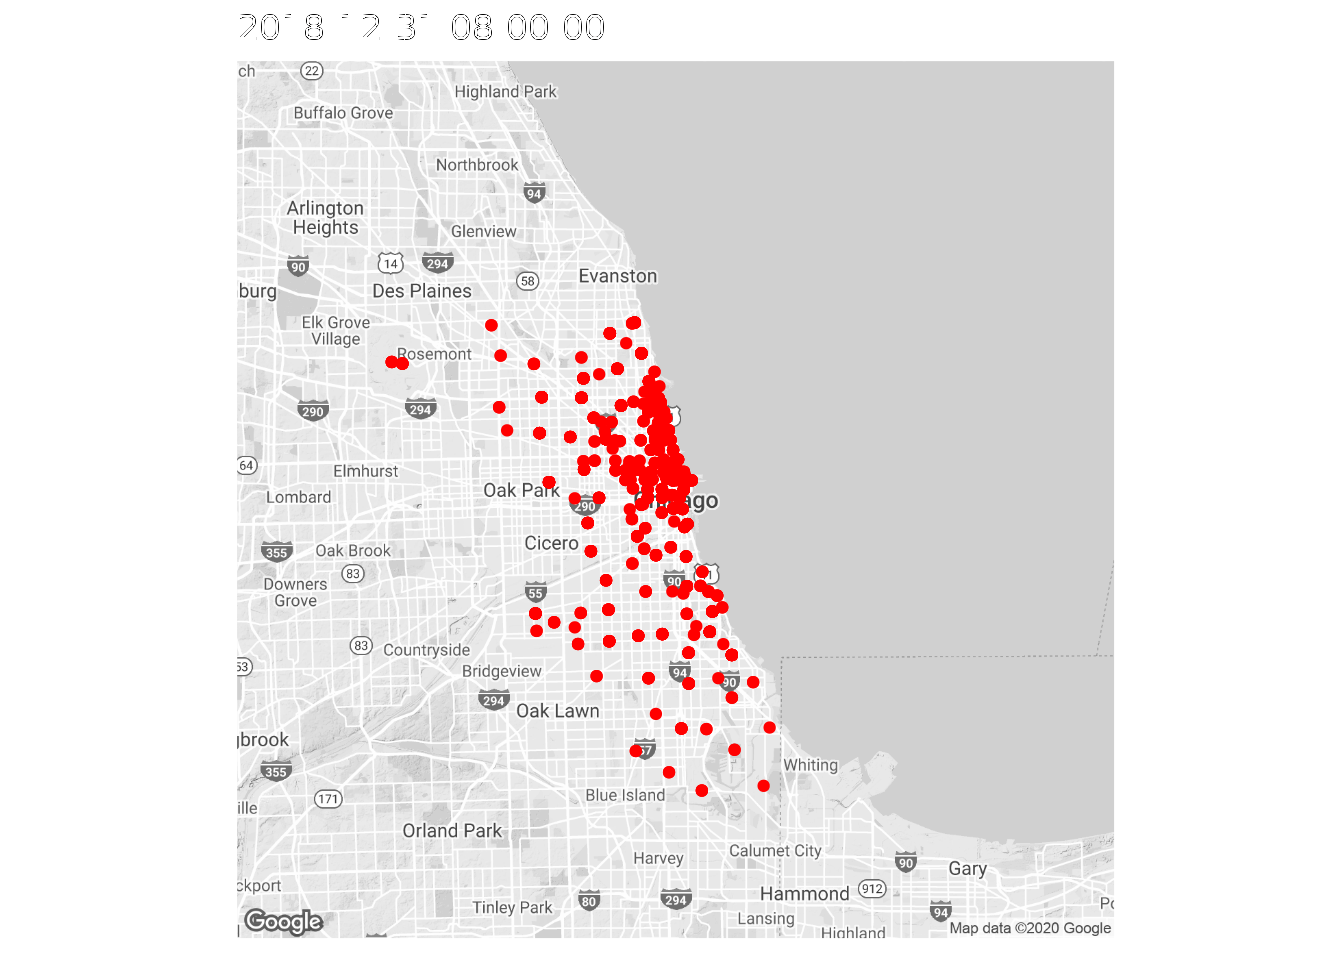 2018 12 31 08 00 00
ch
22
Highland Park
Buffalo Grove
Northbrook
94
Arlington
Heights
Glenview
90
14
294
58
Evanston
burg
Des Plaines
Elk Grove
Village
Rosemont
290
294
64
Elmhurst
Lombard
Oak Park
290
Chicago
355
Oak Brook
Cicero
83
Downers
Grove
55
90
1
83
Countryside
53
Bridgeview
94
90
294
Oak Lawn
gbrook
57
355
Whiting
171
Blue Island
ville
Orland Park
Harvey
Calumet City
90
Gary
ckport
Hammond
912
Tinley Park
80
294
94
Lansing
Highland
Google
Map data ©2020 Google